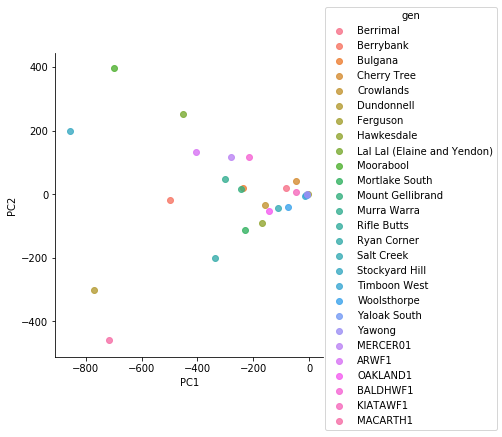 gen
Berrimal
Berrybank
Bulgana
Cherry Tree
Crowlands
Dundonnell
Ferguson
Hawkesdale
Lal Lal (Elaine and Yendon)
Moorabool
Mortlake South
Mount Gellibrand
Murra Warra
Rifle Butts
Ryan Corner
Salt Creek
Stockyard Hill
Timboon West
Woolsthorpe
Yaloak South
Yawong
MERCER01
ARWF1
OAKLAND1
BALDHWF1
KIATAWF1
MACARTH1
400
200
0
−200
−400
PC2
−800 −600 −400 −200 0
PC1